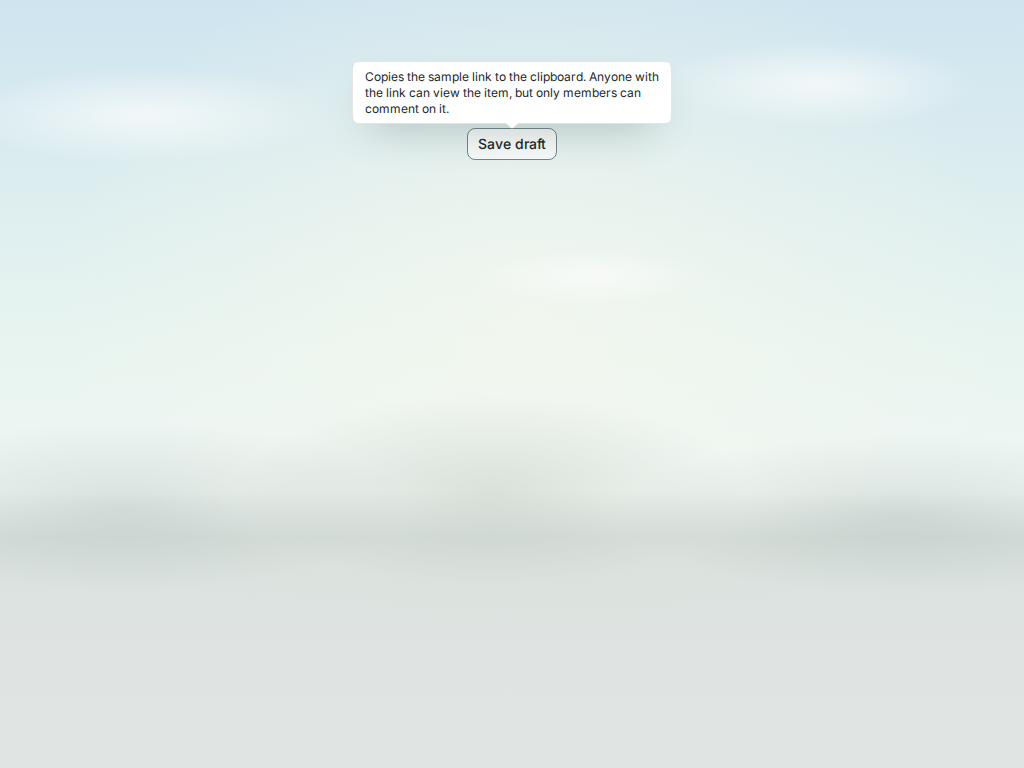 Copies the sample link to the clipboard. Anyone with
the link can view the item, but only members can
comment on it.
Save draft